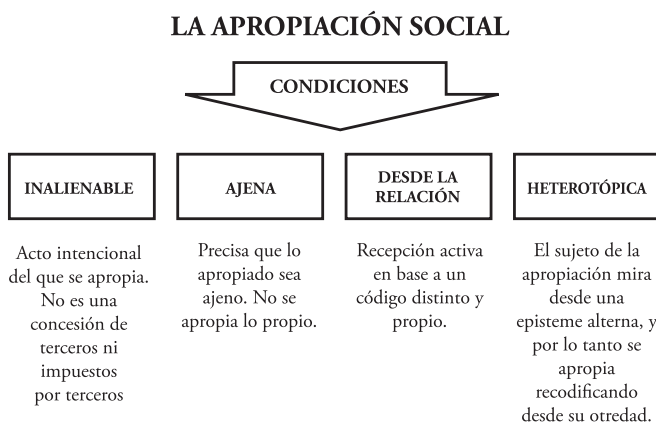 LA APROPIACIÓN SOCIAL
CONDICIONES
INALIENABLE
Acto intencional
del que se apropia.
No es una
concesión de
terceros ni
impuestos
por terceros
AJENA
Precisa que lo
apropiado sea
ajeno. No se
apropia lo propio.
DESDE LA
RELACIÓN
Recepción activa
en base a un
código distinto y
propio.
HETEROTÓPICA
El sujeto de la
apropiación mira
desde una
episteme alterna, y
por lo tanto se
apropia
recodificando
desde su otredad.